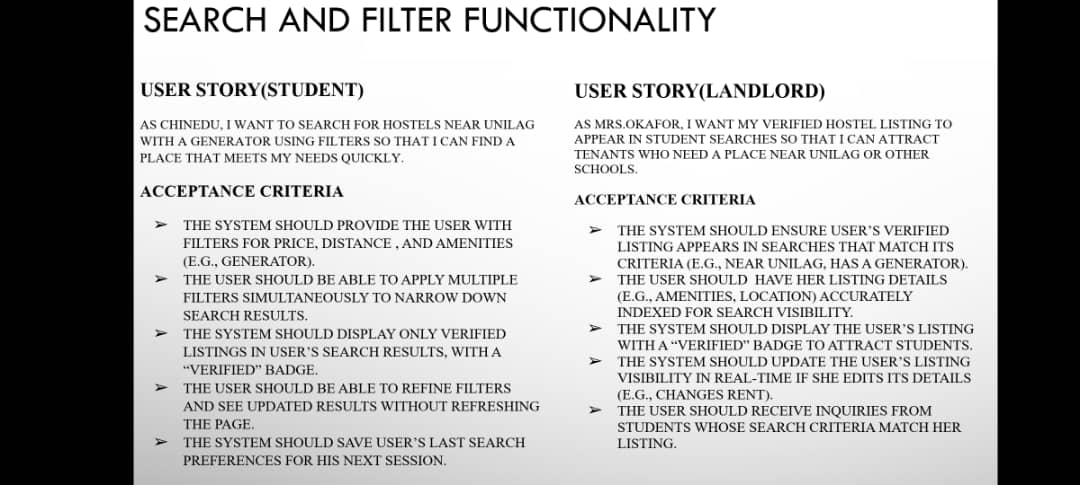 SEARCH AND FILTER FUNCTIONALITY
USER STORY(STUDENT)
AS CHINEDU, I WANT TO SEARCH FOR HOSTELS NEAR UNILAG
WITH A GENERATOR USING FILTERS SO THAT I CAN FIND A
PLACE THAT MEETS MY NEEDS QUICKLY.
ACCEPTANCE CRITERIA
➢ THE SYSTEM SHOULD PROVIDE THE USER WITH
FILTERS FOR PRICE, DISTANCE , AND AMENITIES
(E.G., GENERATOR).
➢ THE USER SHOULD BE ABLE TO APPLY MULTIPLE
FILTERS SIMULTANEOUSLY TO NARROW DOWN
SEARCH RESULTS.
➢ THE SYSTEM SHOULD DISPLAY ONLY VERIFIED
LISTINGS IN USER'S SEARCH RESULTS, WITH A
“VERIFIED” BADGE.
➢ THE USER SHOULD BE ABLE TO REFINE FILTERS
AND SEE UPDATED RESULTS WITHOUT REFRESHING
THE PAGE.
➢ THE SYSTEM SHOULD SAVE USER'S LAST SEARCH
PREFERENCES FOR HIS NEXT SESSION.
USER STORY(LANDLORD)
AS MRS.OKAFOR, I WANT MY VERIFIED HOSTEL LISTING TO
APPEAR IN STUDENT SEARCHES SO THAT I CAN ATTRACT
TENANTS WHO NEED A PLACE NEAR UNILAG OR OTHER
SCHOOLS.
ACCEPTANCE CRITERIA
➢ THE SYSTEM SHOULD ENSURE USER'S VERIFIED
LISTING APPEARS IN SEARCHES THAT MATCH ITS
CRITERIA (E.G., NEAR UNILAG, HAS A GENERATOR).
➢ THE USER SHOULD HAVE HER LISTING DETAILS
(E.G., AMENITIES, LOCATION) ACCURATELY
INDEXED FOR SEARCH VISIBILITY.
➢ THE SYSTEM SHOULD DISPLAY THE USER'S LISTING
WITH A “VERIFIED” BADGE TO ATTRACT STUDENTS.
➢ THE SYSTEM SHOULD UPDATE THE USER'S LISTING
VISIBILITY IN REAL-TIME IF SHE EDITS ITS DETAILS
(E.G., CHANGES RENT).
➢ THE USER SHOULD RECEIVE INQUIRIES FROM
STUDENTS WHOSE SEARCH CRITERIA MATCH HER
LISTING.